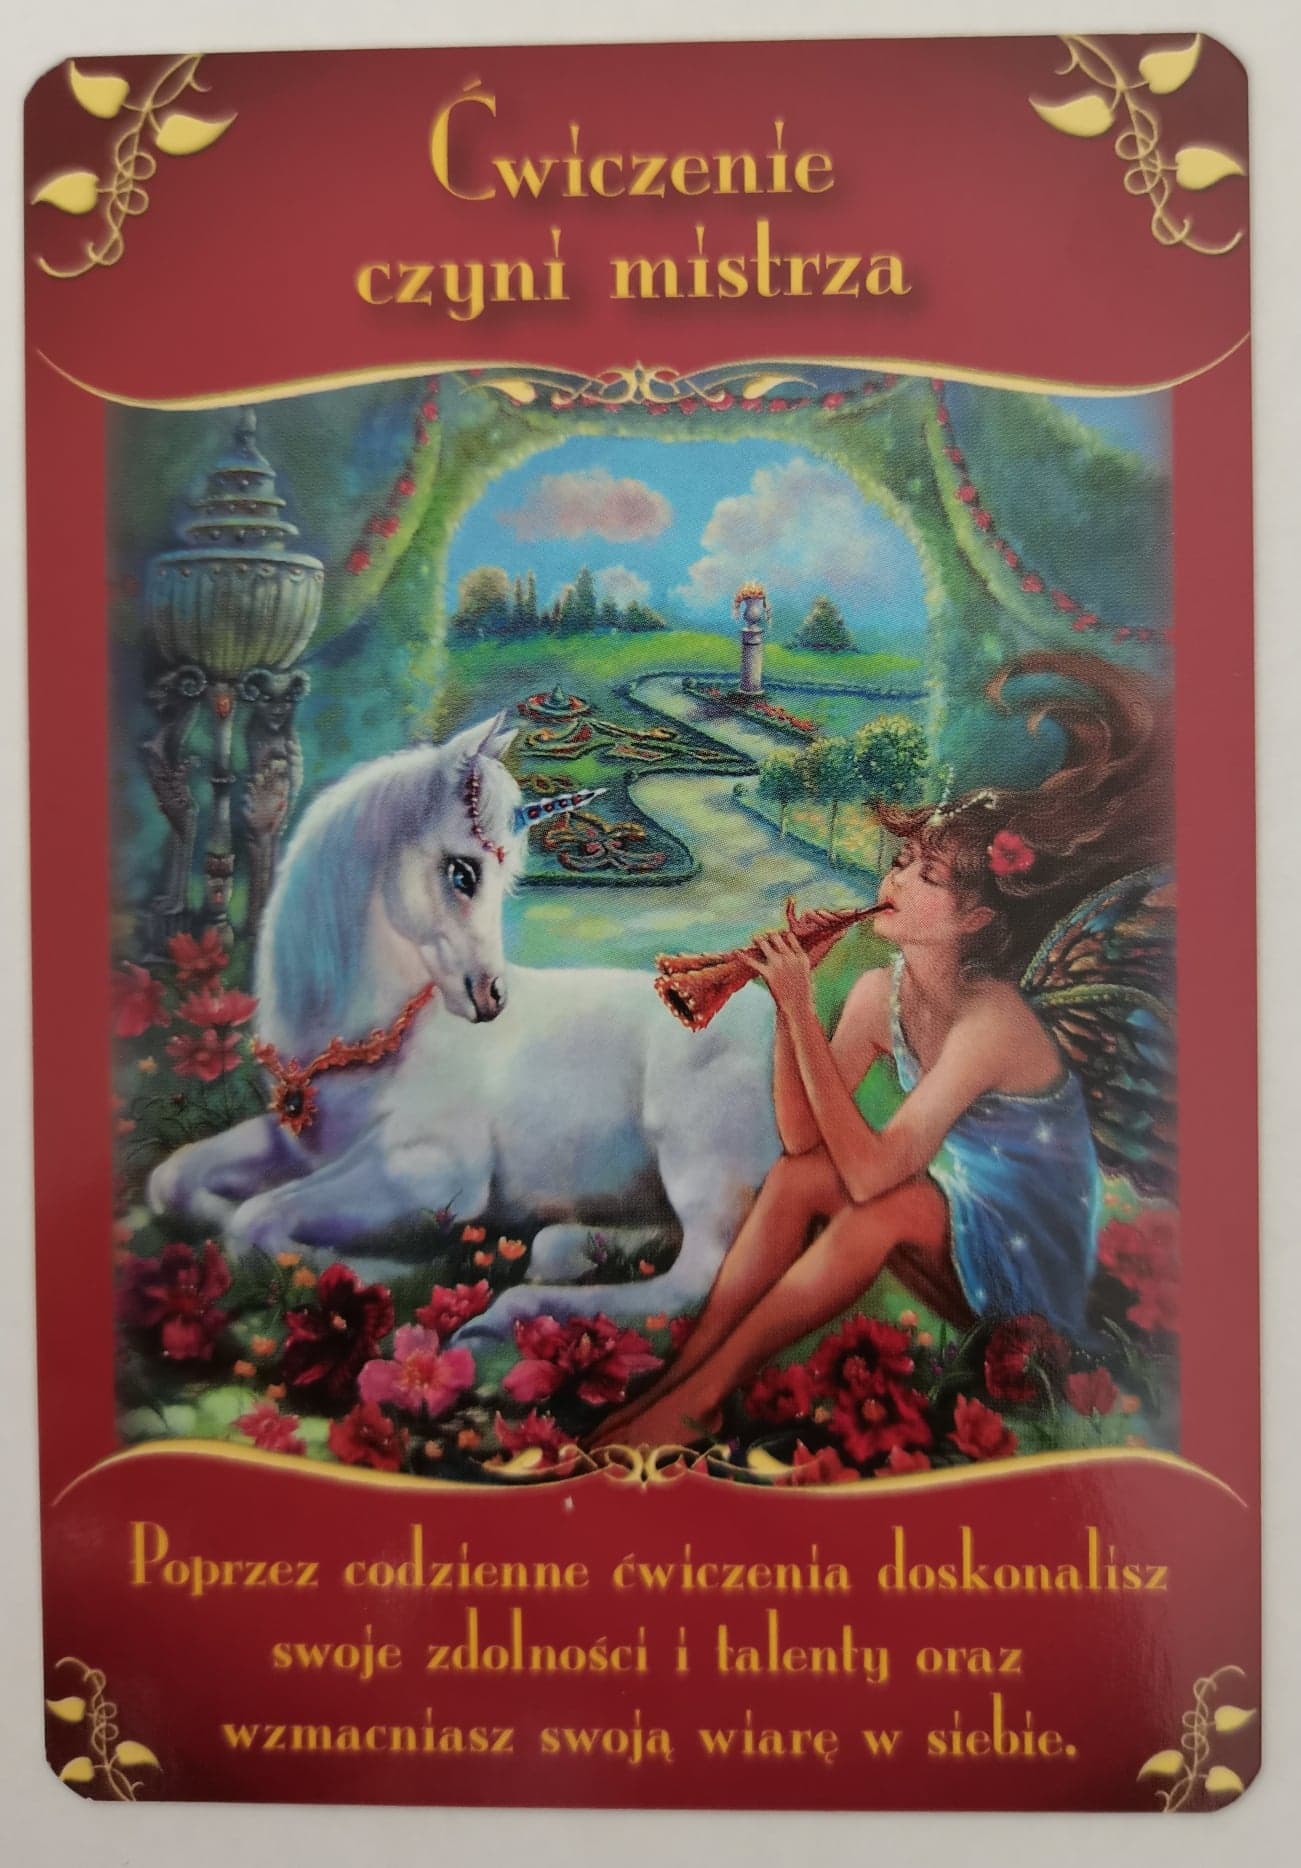 Ćwiczenie
czyni mistrza
Poprzez codzienne ćwiczenia doskonalisz
swoje zdolności i talenty oraz
wzmacniasz swoją wiarę w siebie.